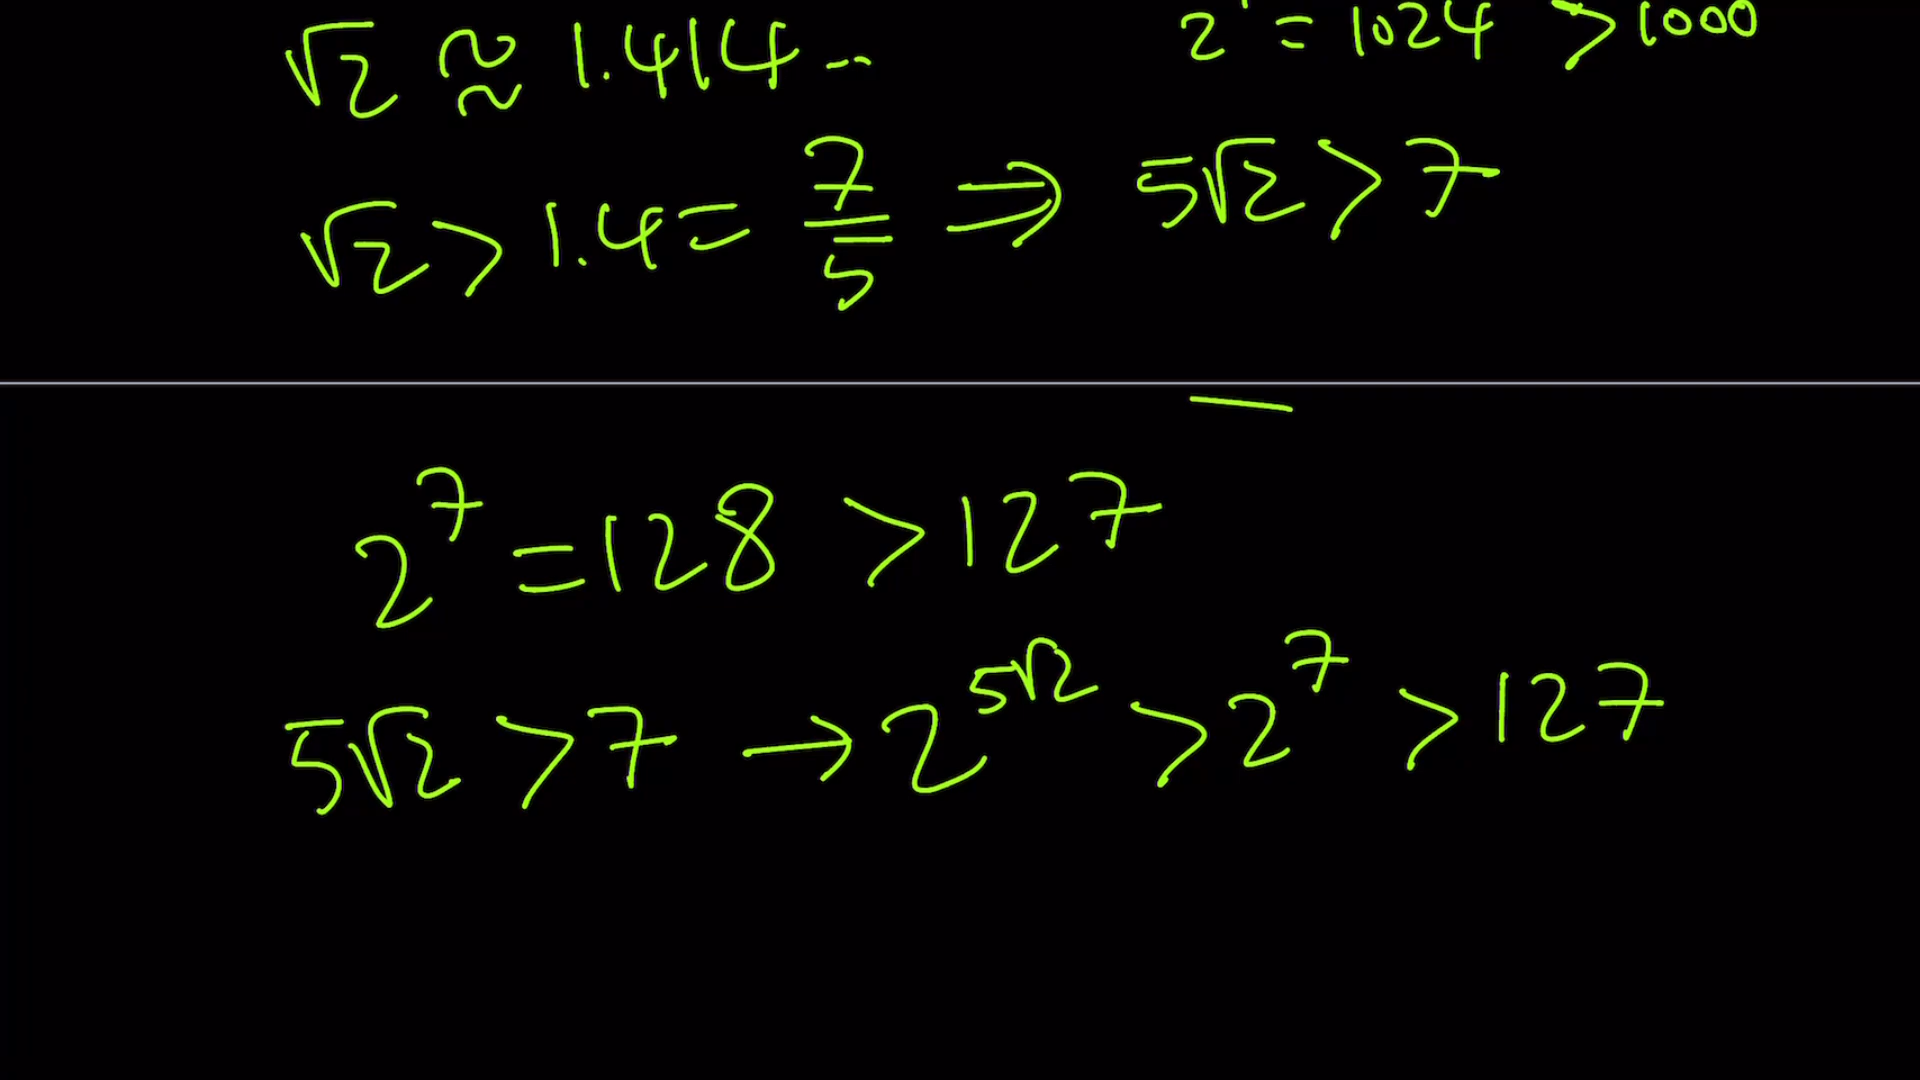 √2 ≈ 1.414..
2 = 1024 > 1000
√2 > 1.4 = 7/5 ⇒ 5√2 > 7
2^7 = 128 > 127
5√2 > 7 → 2^(5√2) > 2^7 > 127